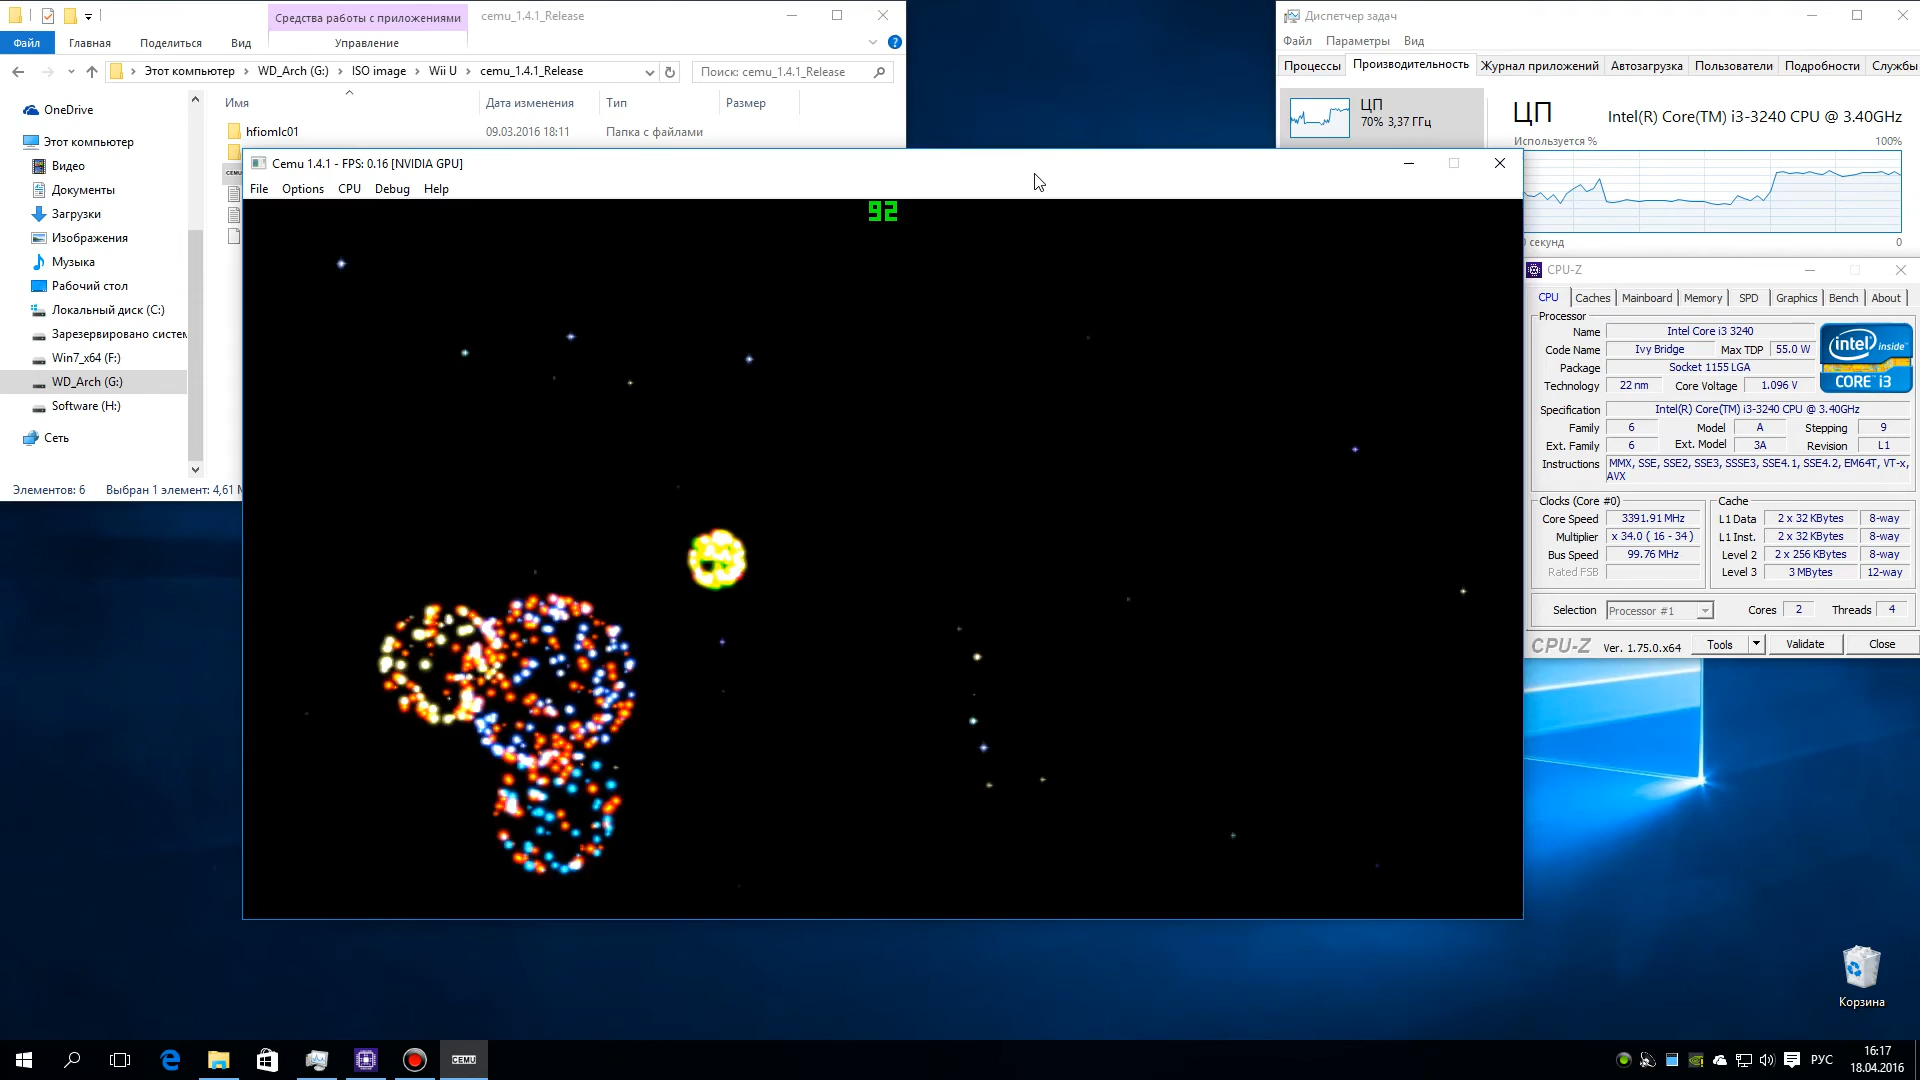 Средства работы с приложениями
cemu_1.4.1_Release
Файл
Главная
Поделиться
Вид
Управление
Этот компьютер
WD_Arch (G:)
ISO image
Wii U
cemu_1.4.1_Release
Поиск: cemu_1.4.1_Release
Имя
Дата изменения
Тип
Размер
OneDrive
Этот компьютер
Видео
Документы
Загрузки
Изображения
Музыка
Рабочий стол
Локальный диск (C:)
Зарезервировано систем
Win7_x64 (F:)
WD_Arch (G:)
Software (H:)
Сеть
hfiomlc01
09.03.2016 18:11
Папка с файлами
Элементов: 6
Выбран 1 элемент: 4,61 М
Cemu 1.4.1 - FPS: 0.16 [NVIDIA GPU]
File Options CPU Debug Help
92
Диспетчер задач
Файл Параметры Вид
Процессы Производительность Журнал приложений Автозагрузка Пользователи Подробности Службы
ЦП
70% 3,37 ГГц
ЦП
Intel(R) Core(TM) i3-3240 CPU @ 3.40GHz
Используется %
100%
секунд
0
CPU-Z
CPU Caches Mainboard Memory SPD Graphics Bench About
Processor
Name Intel Core i3 3240
Code Name Ivy Bridge Max TDP 55.0 W
Package Socket 1155 LGA
Technology 22 nm Core Voltage 1.096 V
intel inside™
CORE i3
Specification Intel(R) Core(TM) i3-3240 CPU @ 3.40GHz
Family 6 Model A Stepping 9
Ext. Family 6 Ext. Model 3A Revision L1
Instructions MMX, SSE, SSE2, SSE3, SSSE3, SSE4.1, SSE4.2, EM64T, VT-x,
AVX
Clocks (Core #0)
Core Speed 3391.91 MHz
Multiplier x 34.0 ( 16 - 34 )
Bus Speed 99.76 MHz
Rated FSB
Cache
L1 Data 2 x 32 KBytes 8-way
L1 Inst. 2 x 32 KBytes 8-way
Level 2 2 x 256 KBytes 8-way
Level 3 3 MBytes 12-way
Selection Processor #1 Cores 2 Threads 4
CPU-Z Ver. 1.75.0.x64 Tools Validate Close
Корзина
CEMU
РУС
16:17
18.04.2016